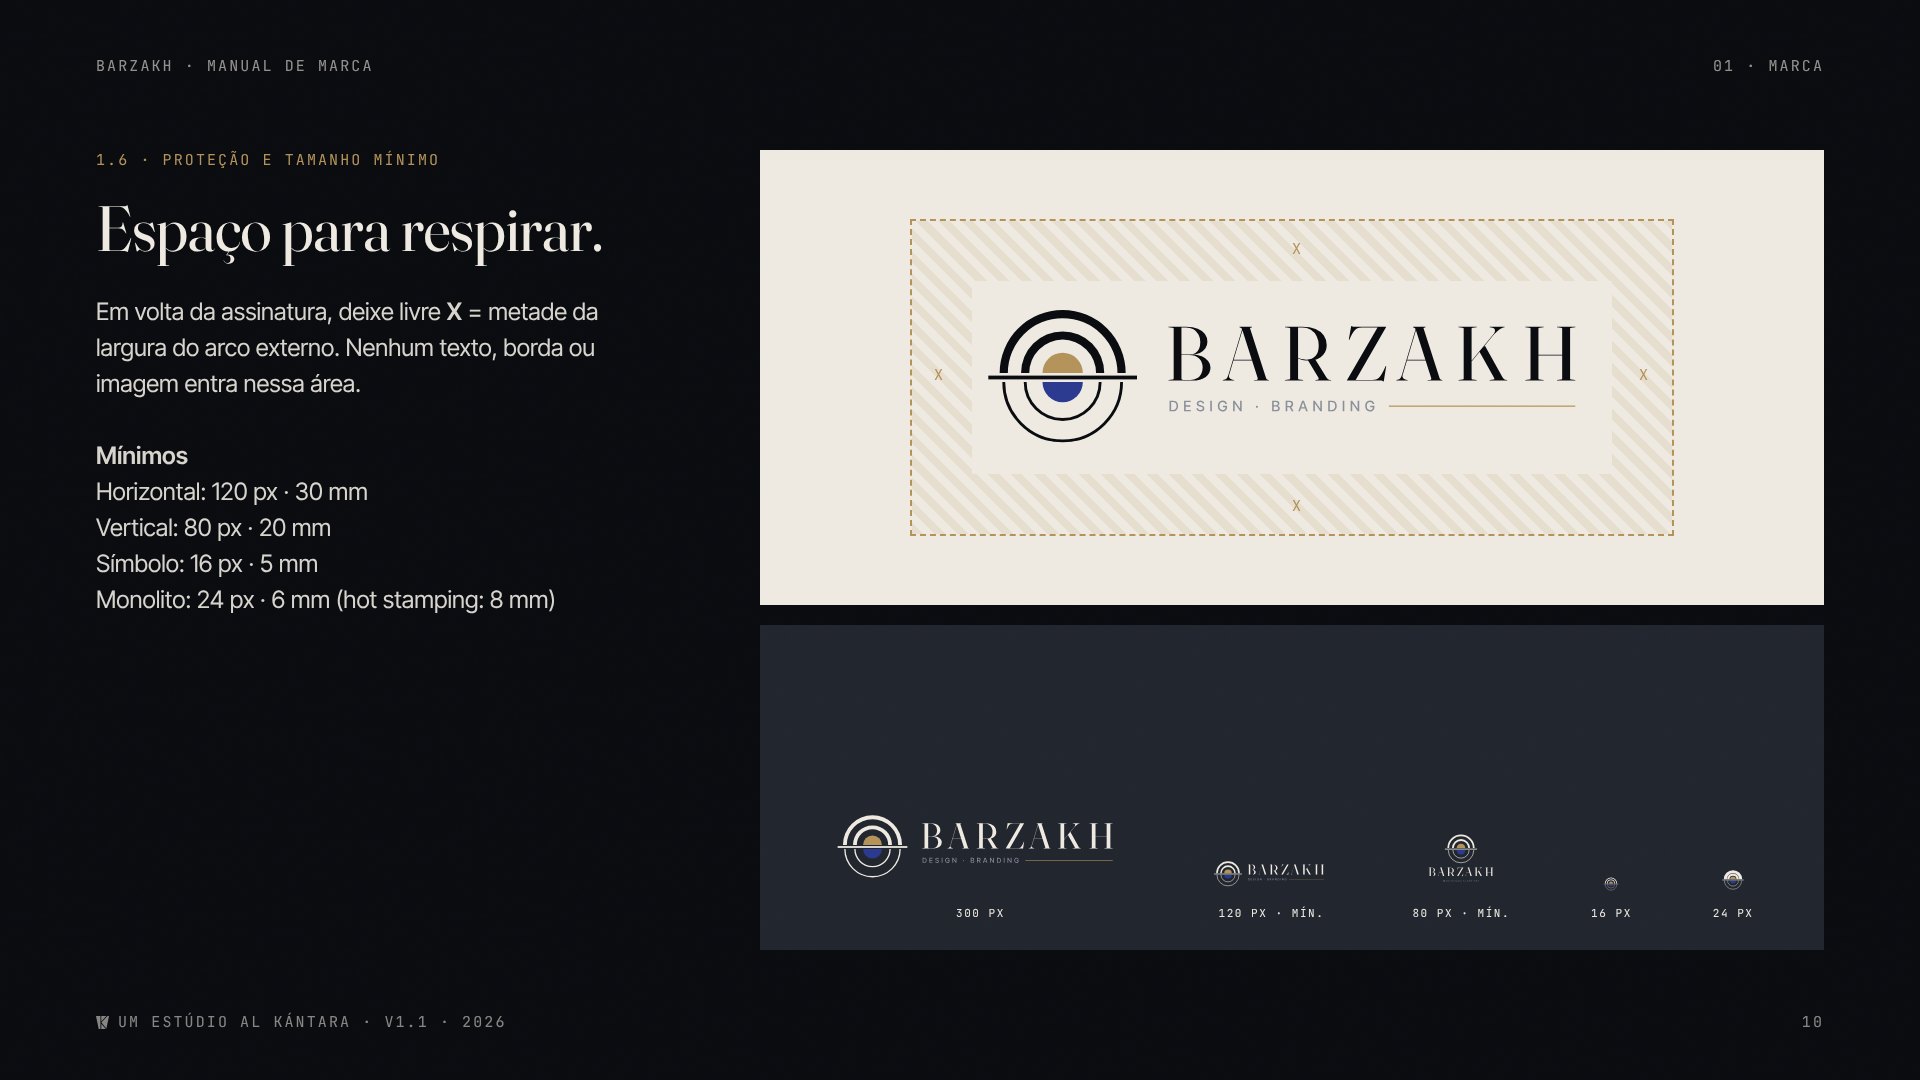 BARZAKH · MANUAL DE MARCA
01 · MARCA
1.6 · PROTEÇÃO E TAMANHO MÍNIMO
Espaço para respirar.
Em volta da assinatura, deixe livre X = metade da
largura do arco externo. Nenhum texto, borda ou
imagem entra nessa área.
Mínimos
Horizontal: 120 px · 30 mm
Vertical: 80 px · 20 mm
Símbolo: 16 px · 5 mm
Monolito: 24 px · 6 mm (hot stamping: 8 mm)
X
X
BARZAKH
DESIGN · BRANDING
X
X
BARZAKH
DESIGN · BRANDING
300 PX
BARZAKH
DESIGN · BRANDING
120 PX · MÍN.
BARZAKH
80 PX · MÍN.
16 PX
24 PX
UM ESTÚDIO AL KÁNTARA · V1.1 · 2026
10